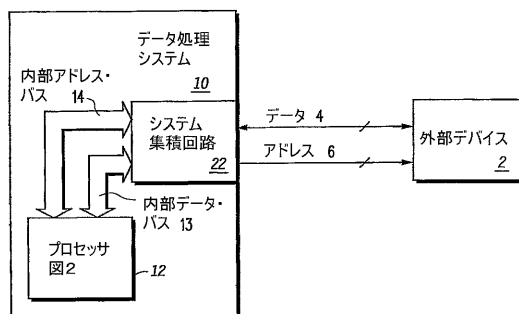 データ処理
システム
10
内部アドレス・
バス 14
システム
集積回路
22
データ 4
アドレス 6
外部デバイス
2
内部データ・
バス 13
プロセッサ
図2
12